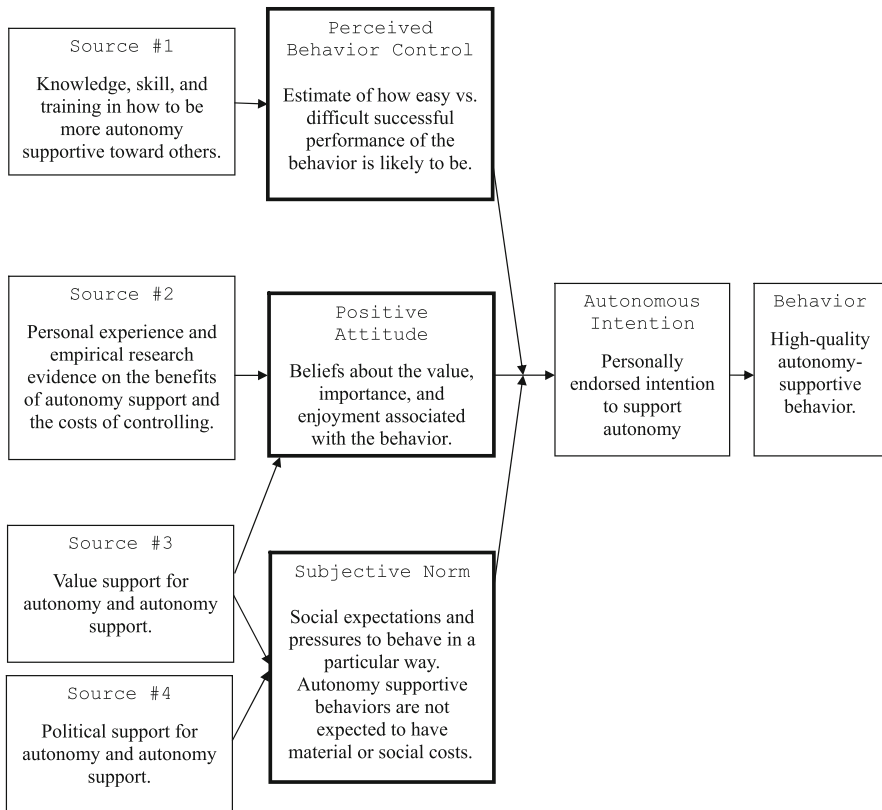 Source #1
Knowledge, skill, and
training in how to be
more autonomy
supportive toward others.
Perceived
Behavior Control
Estimate of how easy vs.
difficult successful
performance of the
behavior is likely to be.
Source #2
Personal experience and
empirical research
evidence on the benefits
of autonomy support and
the costs of controlling.
Positive
Attitude
Beliefs about the value,
importance, and
enjoyment associated
with the behavior.
Autonomous
Intention
Personally
endorsed intention
to support
autonomy
Behavior
High-quality
autonomy-
supportive
behavior.
Source #3
Value support for
autonomy and autonomy
support.
Subjective Norm
Social expectations and
pressures to behave in a
particular way.
Autonomy supportive
behaviors are not
expected to have
material or social costs.
Source #4
Political support for
autonomy and autonomy
support.